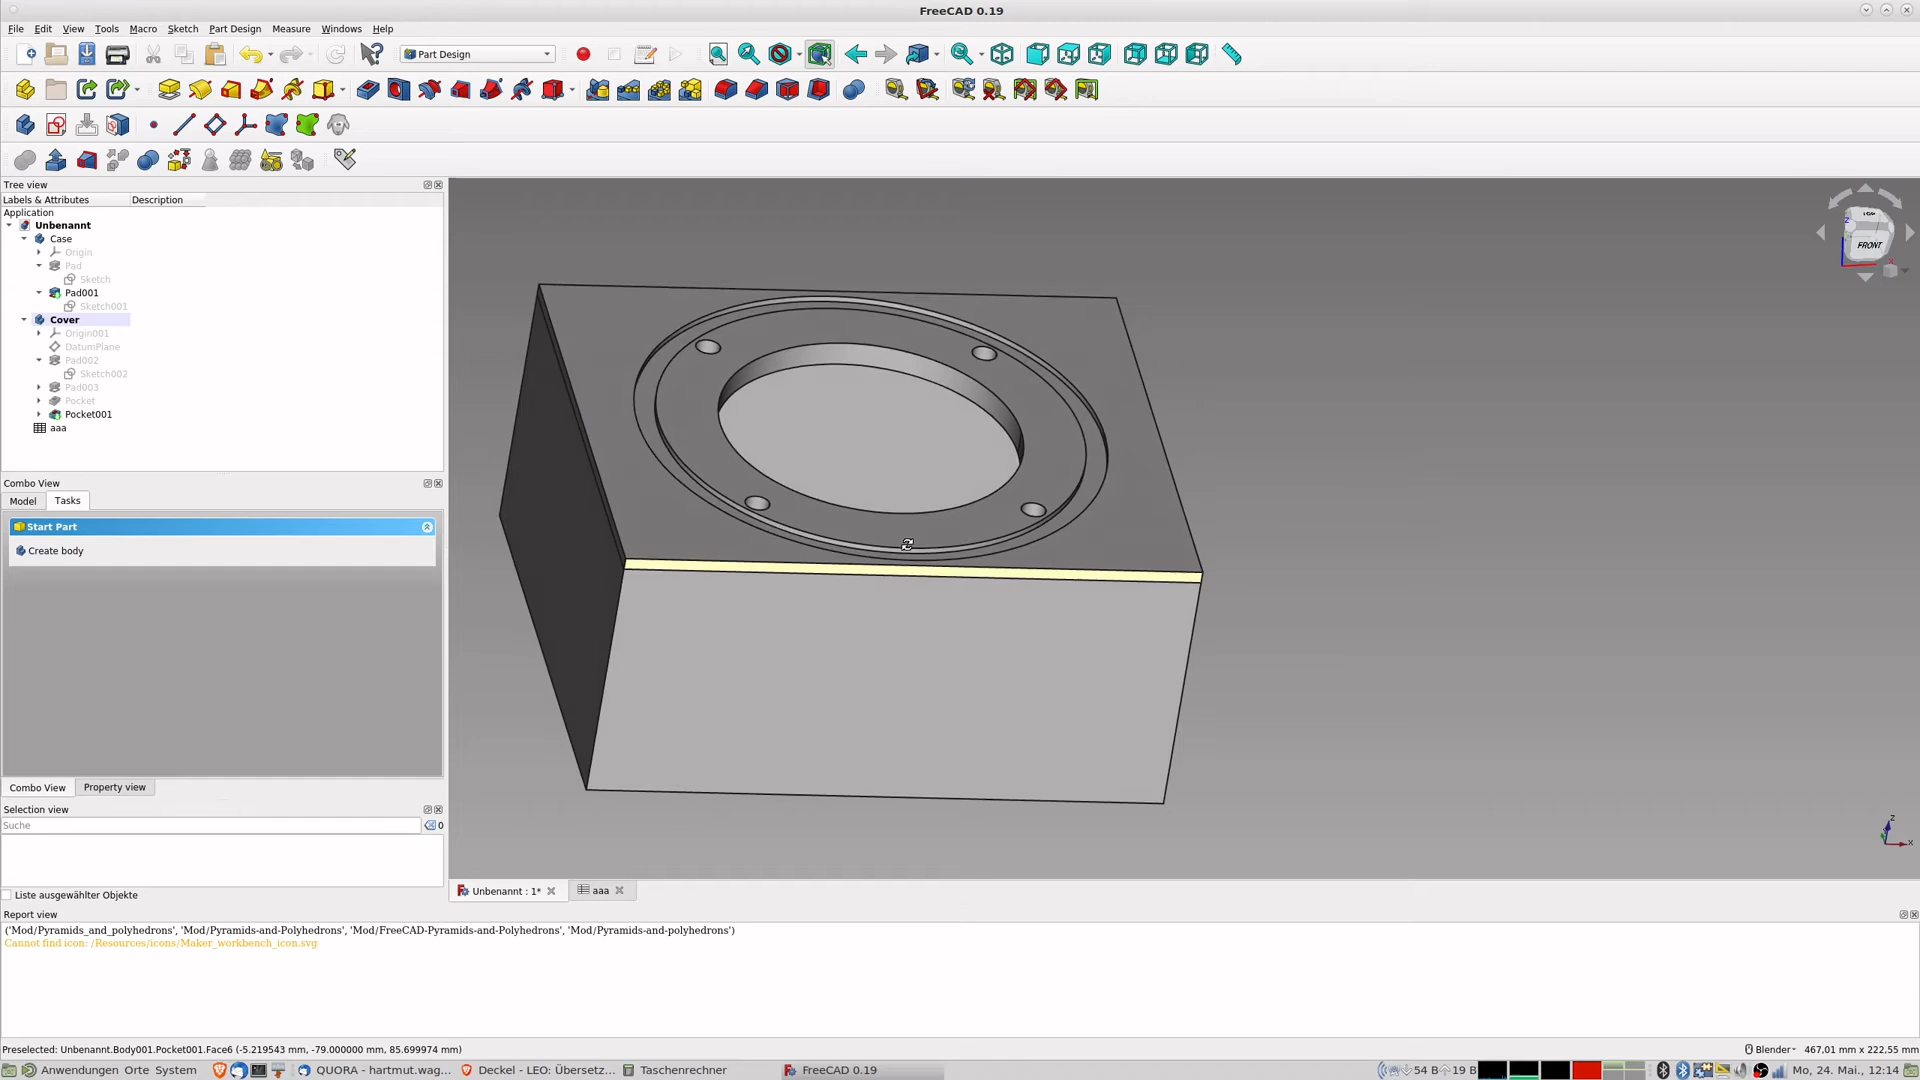 FreeCAD 0.19
File Edit View Tools Macro Sketch Part Design Measure Windows Help
Part Design
Tree view
Labels & Attributes Description
Application
Unbenannt
Case
Origin
Pad
Sketch
Pad001
Sketch001
Cover
Origin001
DatumPlane
Pad002
Sketch002
Pad003
Pocket
Pocket001
aaa
Combo View
Model Tasks
Start Part
Create body
Combo View Property view
Selection view
Suche 0
Liste ausgewählter Objekte
TOP
FRONT
Z
X
Z
X
Unbenannt : 1* aaa
Report view
('Mod/Pyramids_and_polyhedrons', 'Mod/Pyramids-and-Polyhedrons', 'Mod/FreeCAD-Pyramids-and-Polyhedrons', 'Mod/Pyramids-and-polyhedrons')
Cannot find icon: /Resources/icons/Maker_workbench_icon.svg
Preselected: Unbenannt.Body001.Pocket001.Face6 (-5.219543 mm, -79.000000 mm, 85.699974 mm) Blender 467,01 mm x 222,55 mm
Anwendungen Orte System QUORA - hartmut.wag... Deckel - LEO: Übersetz... Taschenrechner FreeCAD 0.19 54 B 19 B Mo, 24. Mai., 12:14